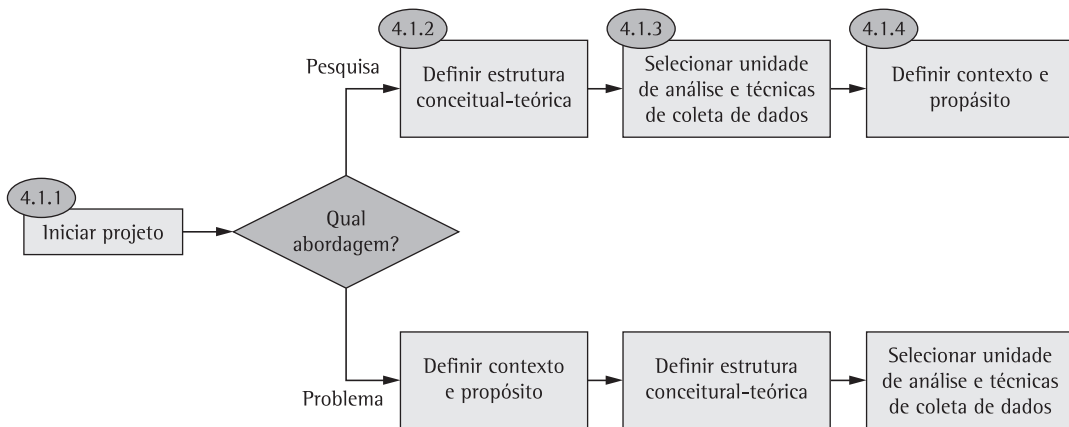 4.1.1
Iniciar projeto
Qual
abordagem?
Pesquisa
4.1.2
Definir estrutura
conceitual-teórica
4.1.3
Selecionar unidade
de análise e técnicas
de coleta de dados
4.1.4
Definir contexto e
propásito
Problema
Definir contexto
e propósito
Definir estrutura
conceitural-teórica
Selecionar unidade
de análise e técnicas
de coleta de dados